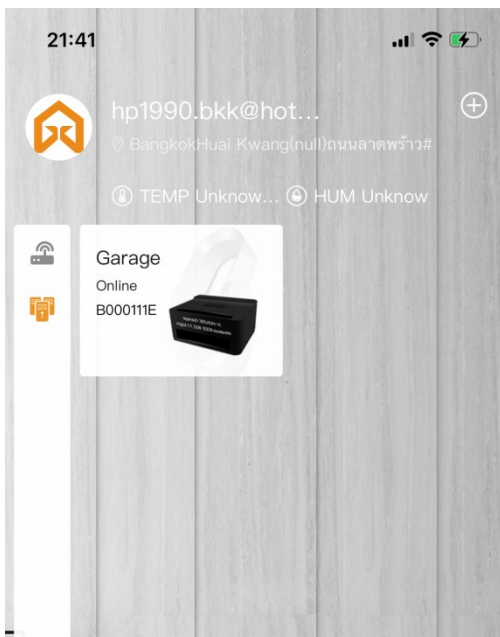 21:41
hp1990.bkk@hot...
BangkokHuai Kwang(null)ถนนลาดพร้าว#
TEMP Unknow... HUM Unknow
Garage
Online
B000111E